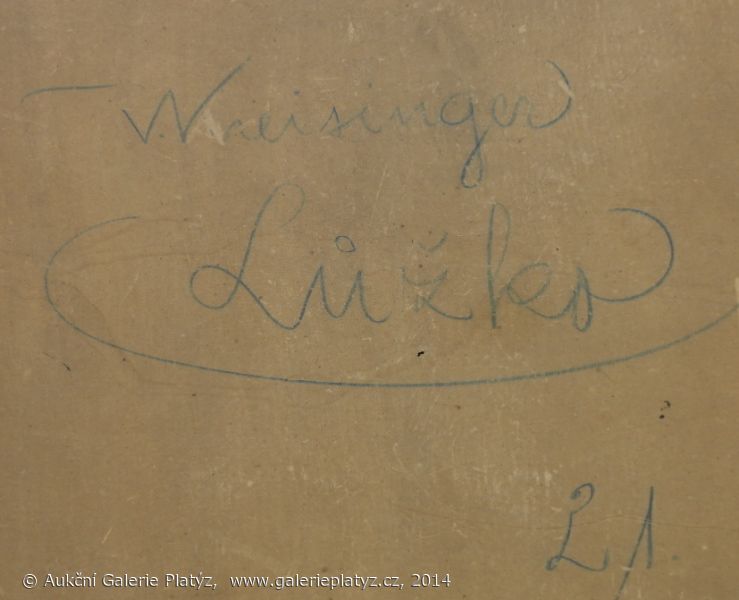 Weisinger
Lůžko
21.
© Aukční Galerie Platýz, www.galerieplatyz.cz, 2014